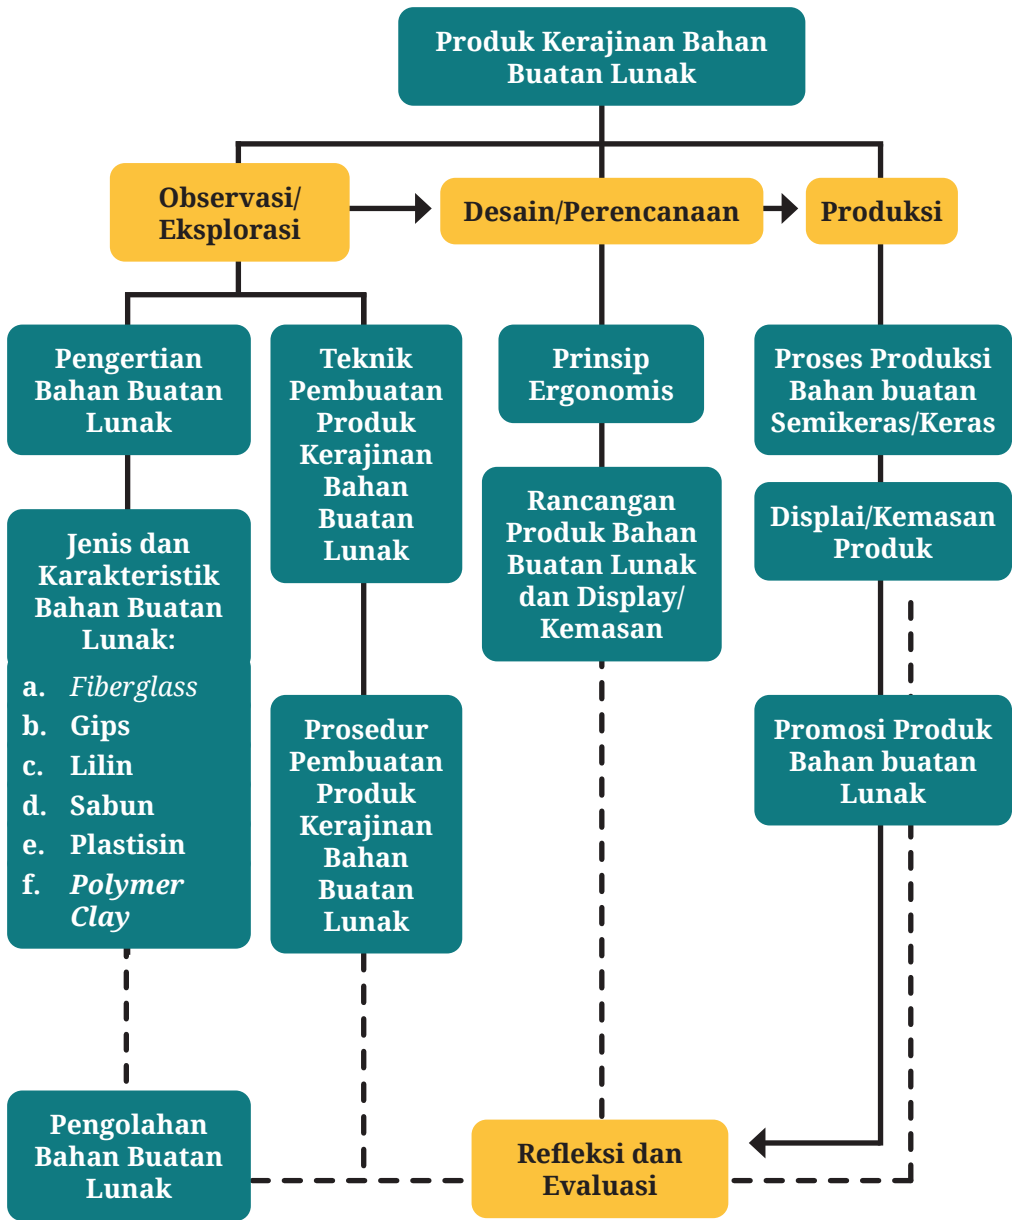 Produk Kerajinan Bahan
Buatan Lunak
Observasi/
Eksplorasi
Desain/Perencanaan
Produksi
Pengertian
Bahan Buatan
Lunak
Teknik
Pembuatan
Produk
Kerajinan
Bahan
Buatan
Lunak
Prinsip
Ergonomis
Proses Produksi
Bahan buatan
Semikeras/Keras
Jenis dan
Karakteristik
Bahan Buatan
Lunak:
a. Fiberglass
b. Gips
c. Lilin
d. Sabun
e. Plastisin
f. Polymer
Clay
Rancangan
Produk Bahan
Buatan Lunak
dan Display/
Kemasan
Displai/Kemasan
Produk
Prosedur
Pembuatan
Produk
Kerajinan
Bahan
Buatan
Lunak
Promosi Produk
Bahan buatan
Lunak
Pengolahan
Bahan Buatan
Lunak
Refleksi dan
Evaluasi